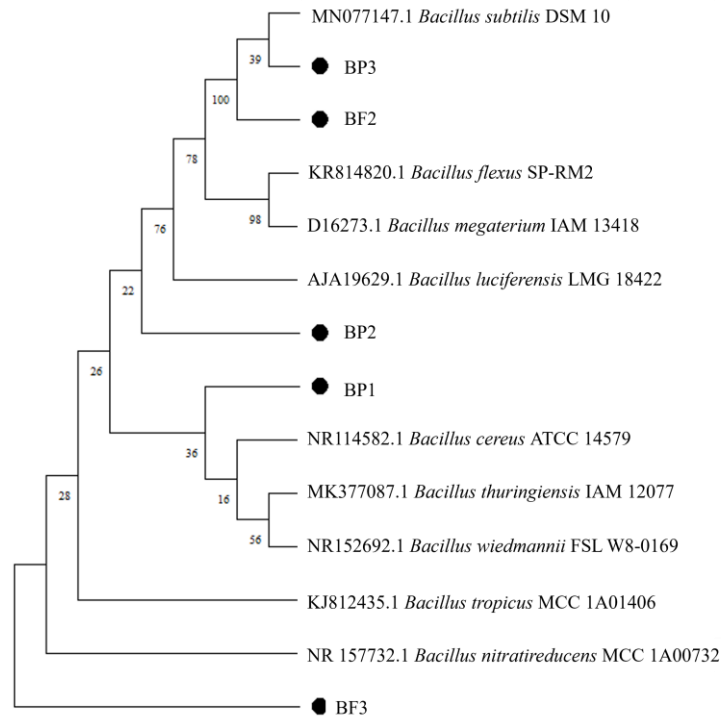 MN077147.1 Bacillus subtilis DSM 10
39
BP3
100
BF2
78
KR814820.1 Bacillus flexus SP-RM2
98
D16273.1 Bacillus megaterium IAM 13418
76
AJA19629.1 Bacillus luciferensis LMG 18422
22
BP2
26
BP1
36
NR114582.1 Bacillus cereus ATCC 14579
16
MK377087.1 Bacillus thuringiensis IAM 12077
28
56
NR152692.1 Bacillus wiedmannii FSL W8-0169
KJ812435.1 Bacillus tropicus MCC 1A01406
NR 157732.1 Bacillus nitratireducens MCC 1A00732
BF3